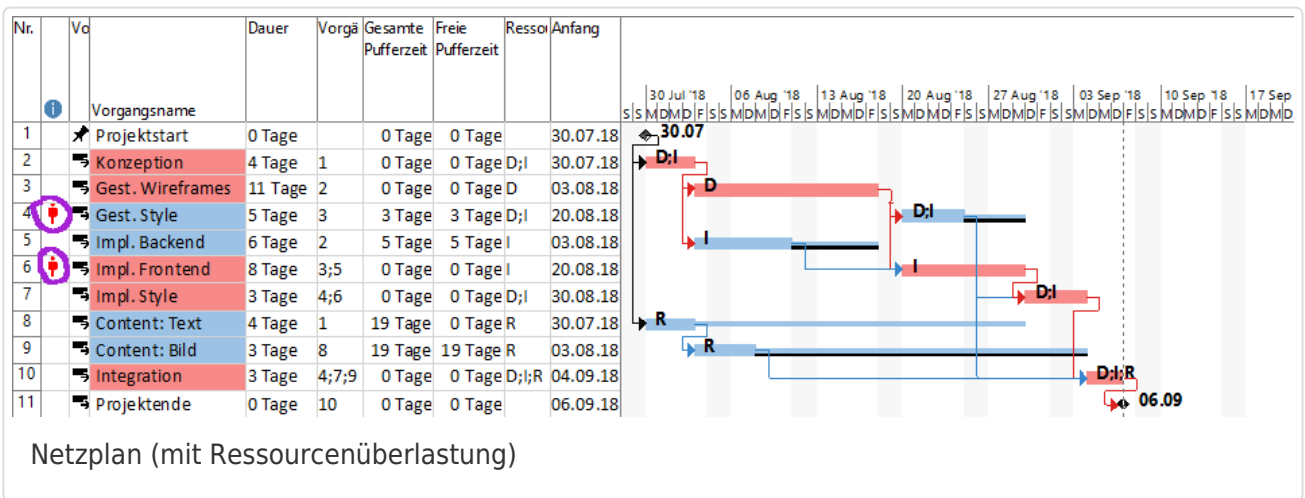 Nr. Vo Dauer Vorgä Gesamte Freie Ressou Anfang
Pufferzeit Pufferzeit
30 Jul '18 06 Aug '18 13 Aug '18 20 Aug '18 27 Aug '18 03 Sep '18 10 Sep '18 17 Sep
Vorgangsname S S M D M D F S S M D M D F S S M D M D F S S M D M D F S S M D M D F S S M D M D F S S M D M D F S S M D M D
1 Projektstart 0 Tage 0 Tage 0 Tage 30.07.18 30.07
2 Konzeption 4 Tage 1 0 Tage 0 Tage D;I 30.07.18 D;I
3 Gest. Wireframes 11 Tage 2 0 Tage 0 Tage D 03.08.18 D
4 Gest. Style 5 Tage 3 3 Tage 3 Tage D;I 20.08.18 D;I
5 Impl. Backend 6 Tage 2 5 Tage 5 Tage I 03.08.18 I
6 Impl. Frontend 8 Tage 3;5 0 Tage 0 Tage I 20.08.18 I
7 Impl. Style 3 Tage 4;6 0 Tage 0 Tage D;I 30.08.18 D;I
8 Content: Text 4 Tage 1 19 Tage 0 Tage R 30.07.18 R
9 Content: Bild 3 Tage 8 19 Tage 19 Tage R 03.08.18 R
10 Integration 3 Tage 4;7;9 0 Tage 0 Tage D;I;R 04.09.18 D;I;R
11 Projektende 0 Tage 10 0 Tage 0 Tage 06.09.18 06.09
Netzplan (mit Ressourcenüberlastung)